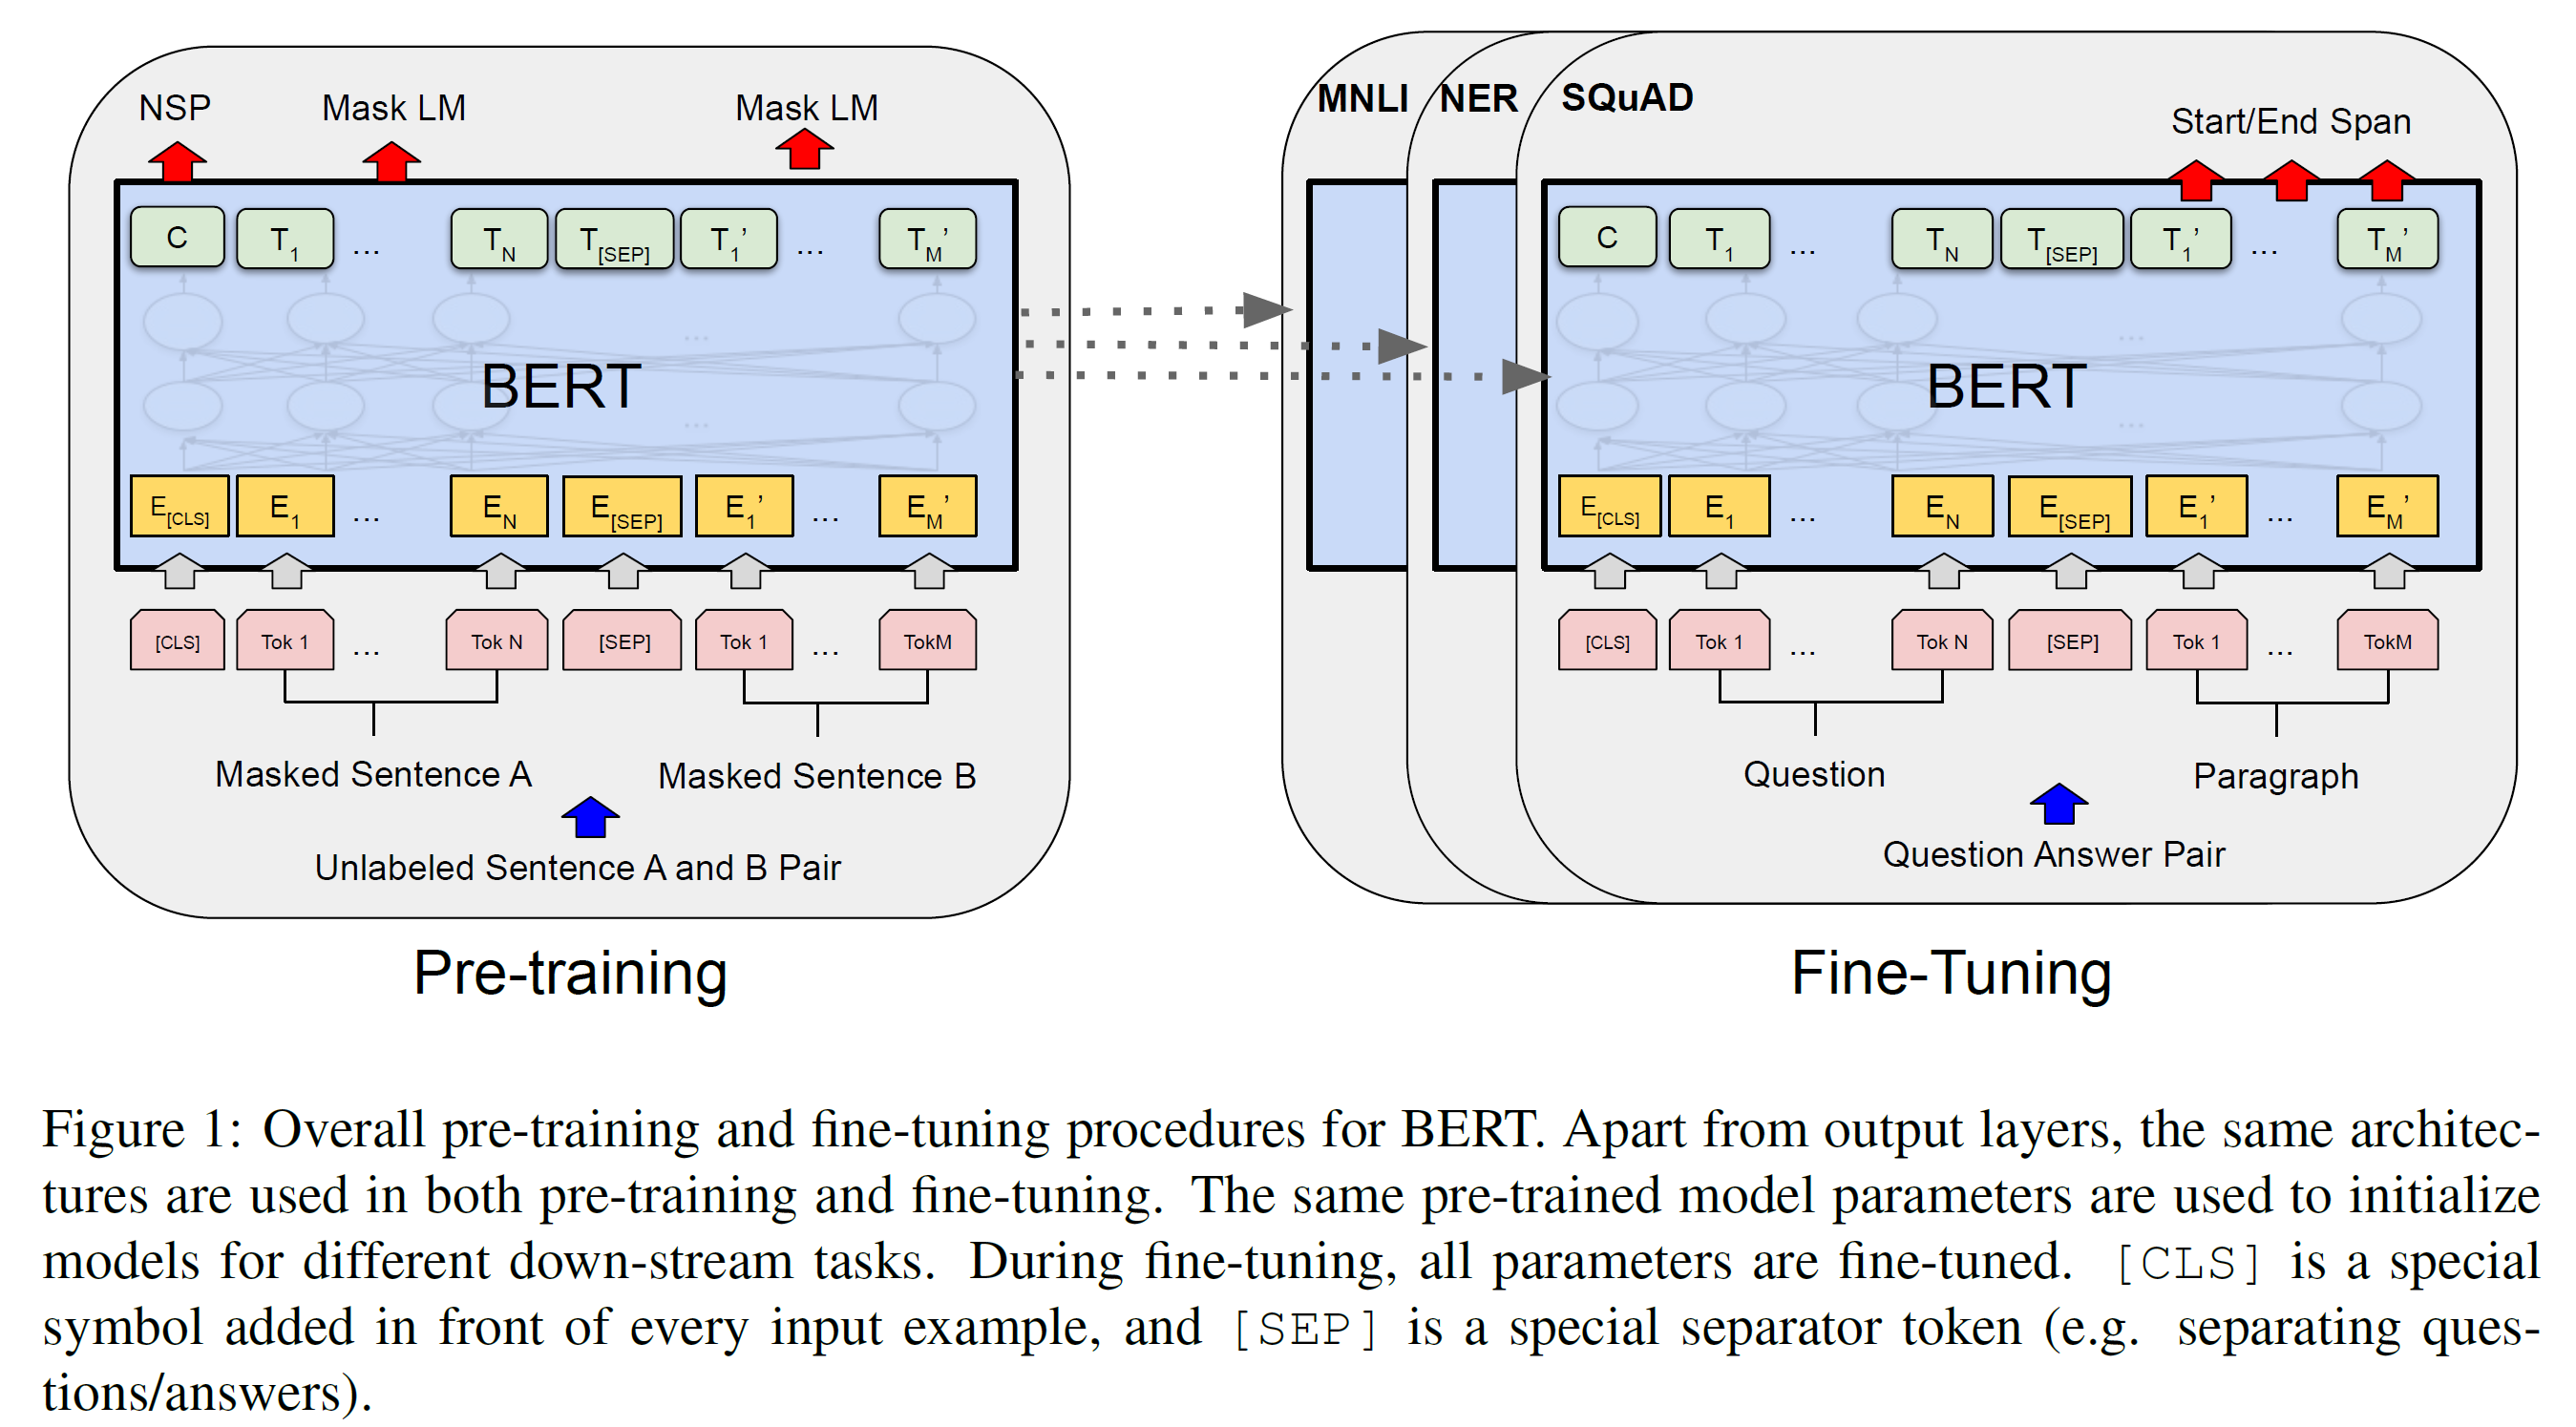 NSP Mask LM Mask LM
C T1 ... TN T[SEP] T1’ ... TM’
BERT
... 
...
E[CLS] E1 ... EN E[SEP] E1’ ... EM’
[CLS] Tok 1 ... Tok N [SEP] Tok 1 ... TokM
Masked Sentence A Masked Sentence B
Unlabeled Sentence A and B Pair
Pre-training
MNLI NER SQuAD
Start/End Span
C T1 ... TN T[SEP] T1’ ... TM’
...
BERT
...
E[CLS] E1 ... EN E[SEP] E1’ ... EM’
[CLS] Tok 1 ... Tok N [SEP] Tok 1 ... TokM
Question Paragraph
Question Answer Pair
Fine-Tuning
Figure 1: Overall pre-training and fine-tuning procedures for BERT. Apart from output layers, the same architec-
tures are used in both pre-training and fine-tuning. The same pre-trained model parameters are used to initialize
models for different down-stream tasks. During fine-tuning, all parameters are fine-tuned. [CLS] is a special
symbol added in front of every input example, and [SEP] is a special separator token (e.g. separating ques-
tions/answers).